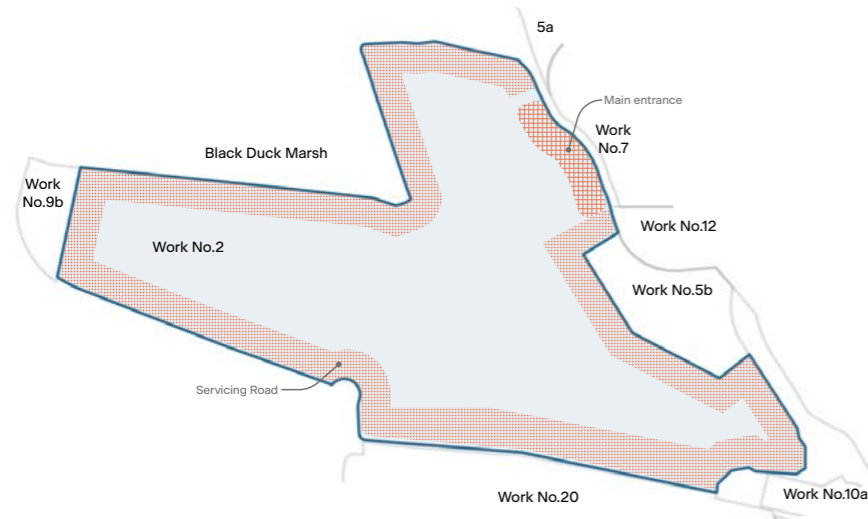 5a
Main entrance
Work
No.7
Black Duck Marsh
Work
No.9b
Work No.12
Work No.2
Work No.5b
Servicing Road
Work No.20
Work No.10a